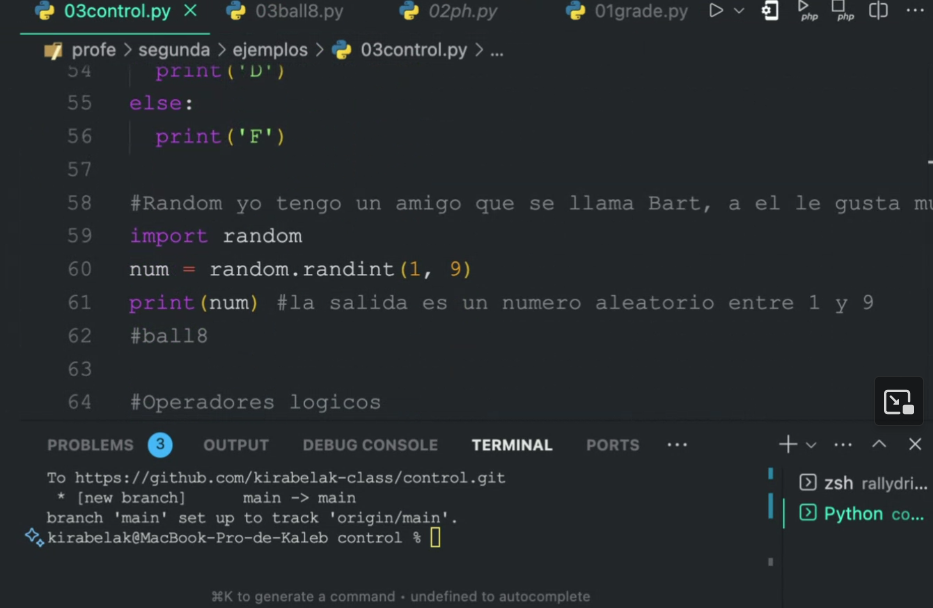 03control.py
03ball8.py
02ph.py
01grade.py
php
php
profe > segunda > ejemplos > 03control.py > ...
54 print('D')
55 else:
56 print('F')
57
58 #Random yo tengo un amigo que se llama Bart, a el le gusta
59 import random
60 num = random.randint(1, 9)
61 print(num) #la salida es un numero aleatorio entre 1 y 9
62 #ball8
63
64 #Operadores logicos
PROBLEMS 3 OUTPUT DEBUG CONSOLE TERMINAL PORTS ...
To https://github.com/kirabelak-class/control.git
* [new branch] main -> main
branch 'main' set up to track 'origin/main'.
kirabelak@MacBook-Pro-de-Kaleb control %
zsh rallydri...
Python co...
⌘K to generate a command • undefined to autocomplete